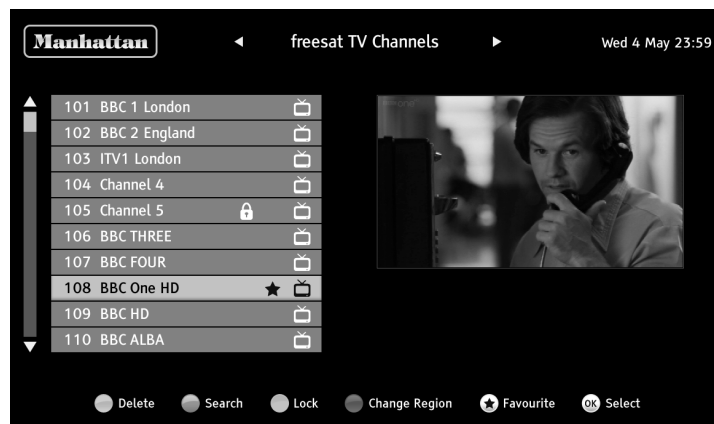 Manhattan
freesat TV Channels
Wed 4 May 23:59
101 BBC 1 London
102 BBC 2 England
103 ITV1 London
104 Channel 4
105 Channel 5
106 BBC THREE
107 BBC FOUR
108 BBC One HD
109 BBC HD
110 BBC ALBA
Delete
Search
Lock
Change Region
Favourite
OK Select